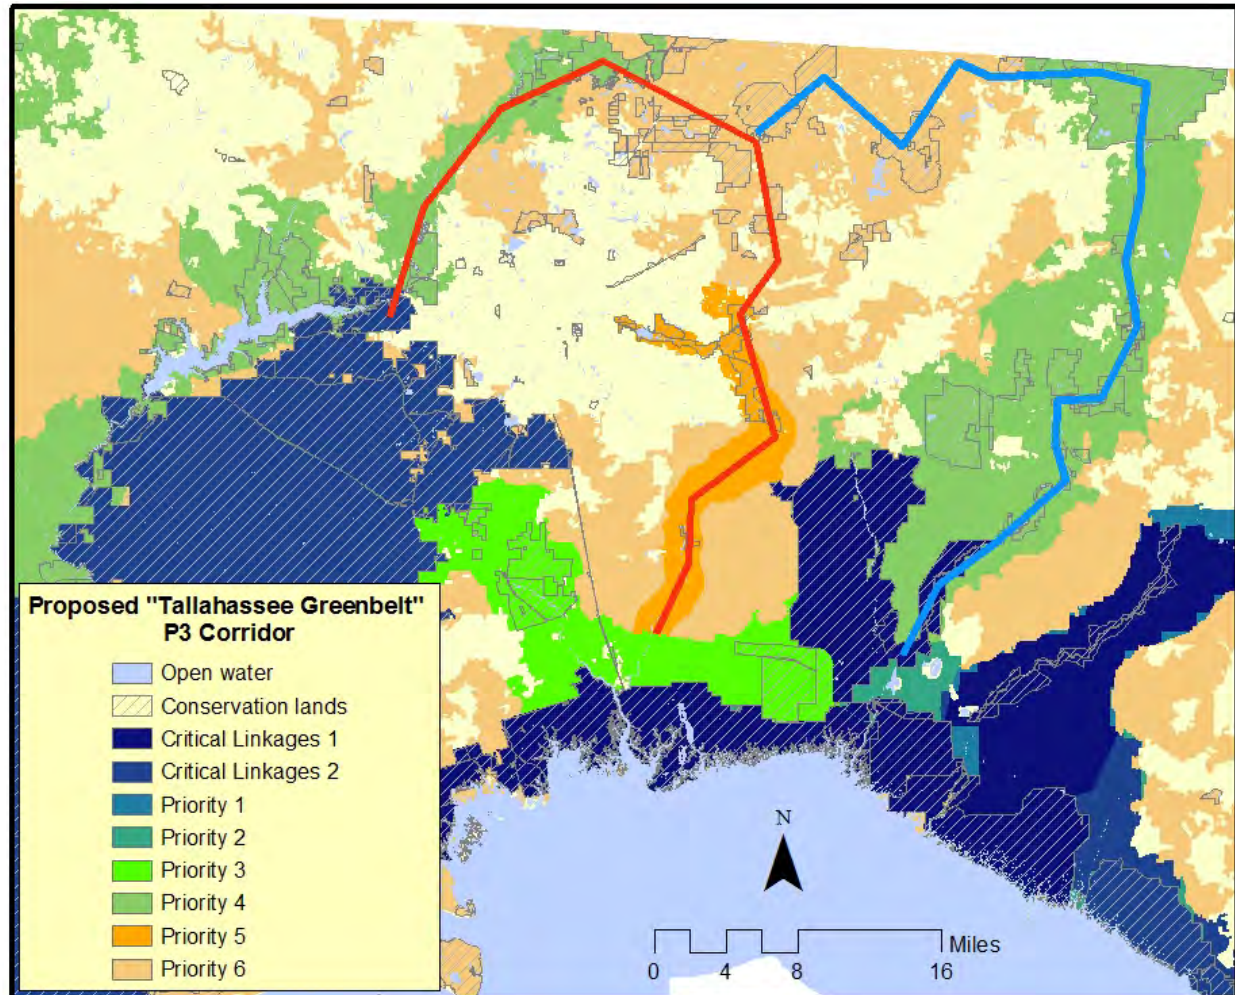 Proposed "Tallahassee Greenbelt"
P3 Corridor
Open water
Conservation lands
Critical Linkages 1
Critical Linkages 2
Priority 1
Priority 2
Priority 3
Priority 4
Priority 5
Priority 6
N
Miles
0 4 8 16